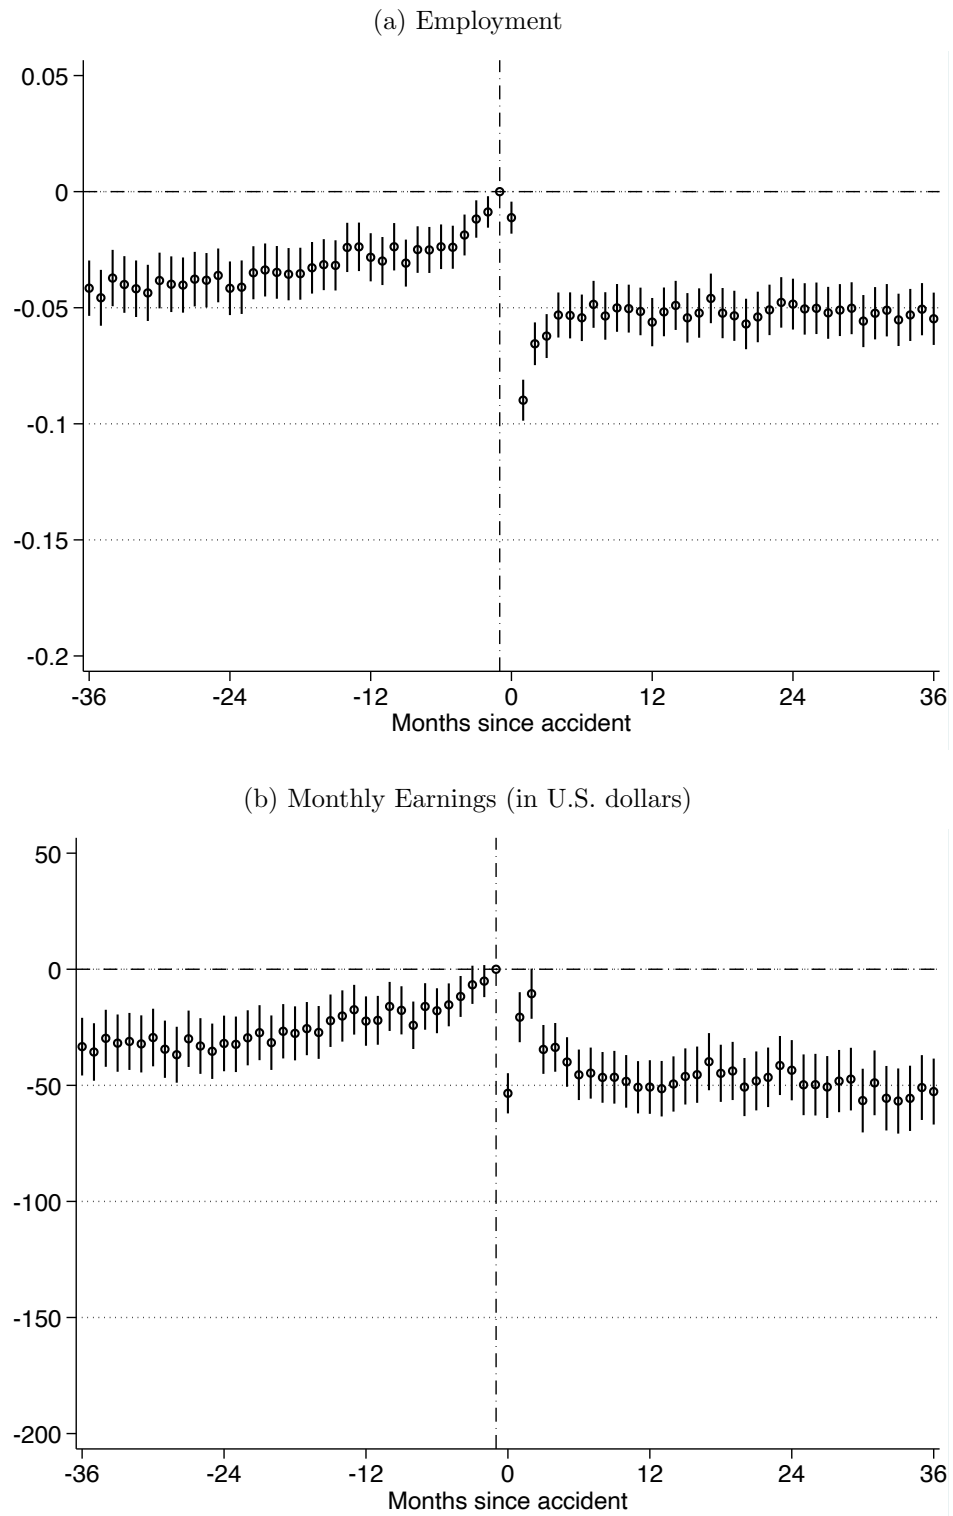 (a) Employment
0.05
0
-0.05
-0.1
-0.15
-0.2
-36 -24 -12 0 12 24 36
Months since accident
(b) Monthly Earnings (in U.S. dollars)
50
0
-50
-100
-150
-200
-36 -24 -12 0 12 24 36
Months since accident